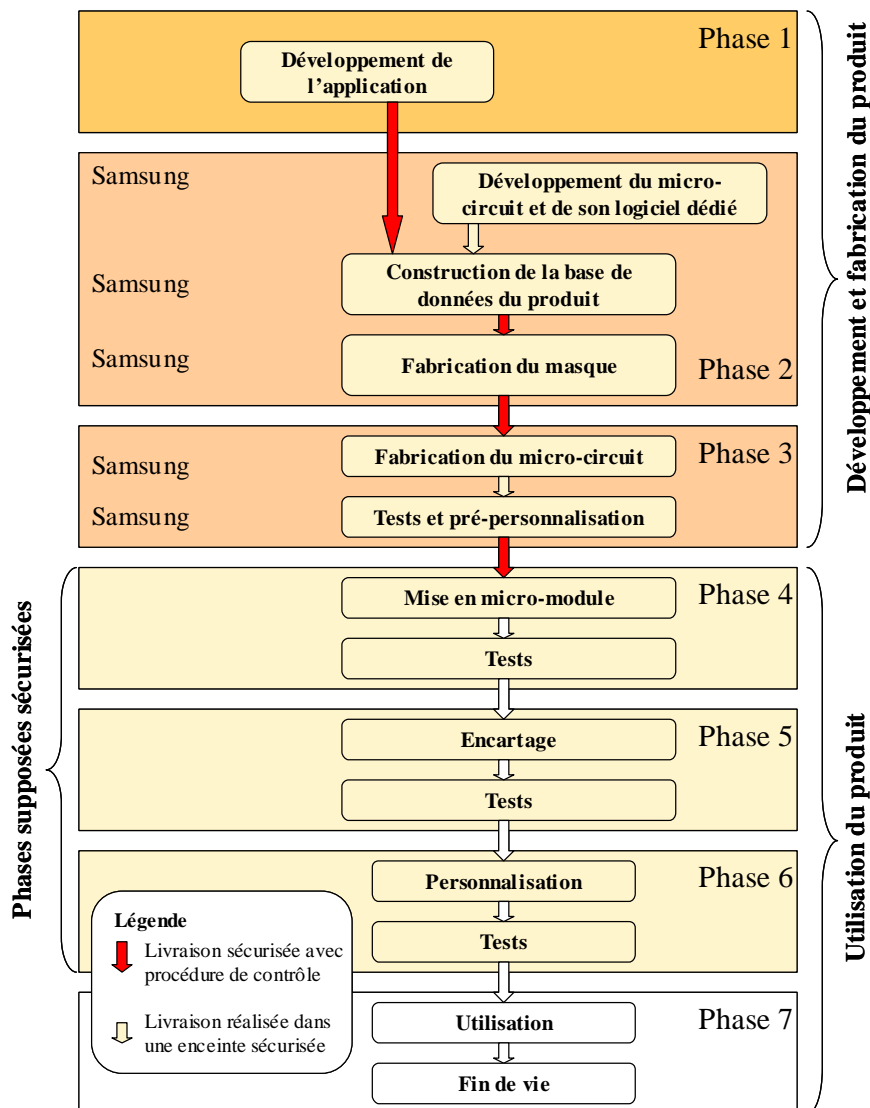 Phase 1
Développement de
l'application
Samsung
Développement du micro-
circuit et de son logiciel dédié
Samsung
Construction de la base de
données du produit
Samsung
Fabrication du masque
Phase 2
Phase 3
Samsung
Fabrication du micro-circuit
Samsung
Tests et pré-personnalisation
Développement et fabrication du produit
Phase 4
Mise en micro-module
Tests
Phase 5
Encartage
Tests
Phase 6
Personnalisation
Tests
Phases supposées sécurisées
Phase 7
Utilisation
Fin de vie
Utilisation du produit
Légende
Livraison sécurisée avec
procédure de contrôle
Livraison réalisée dans
une enceinte sécurisée